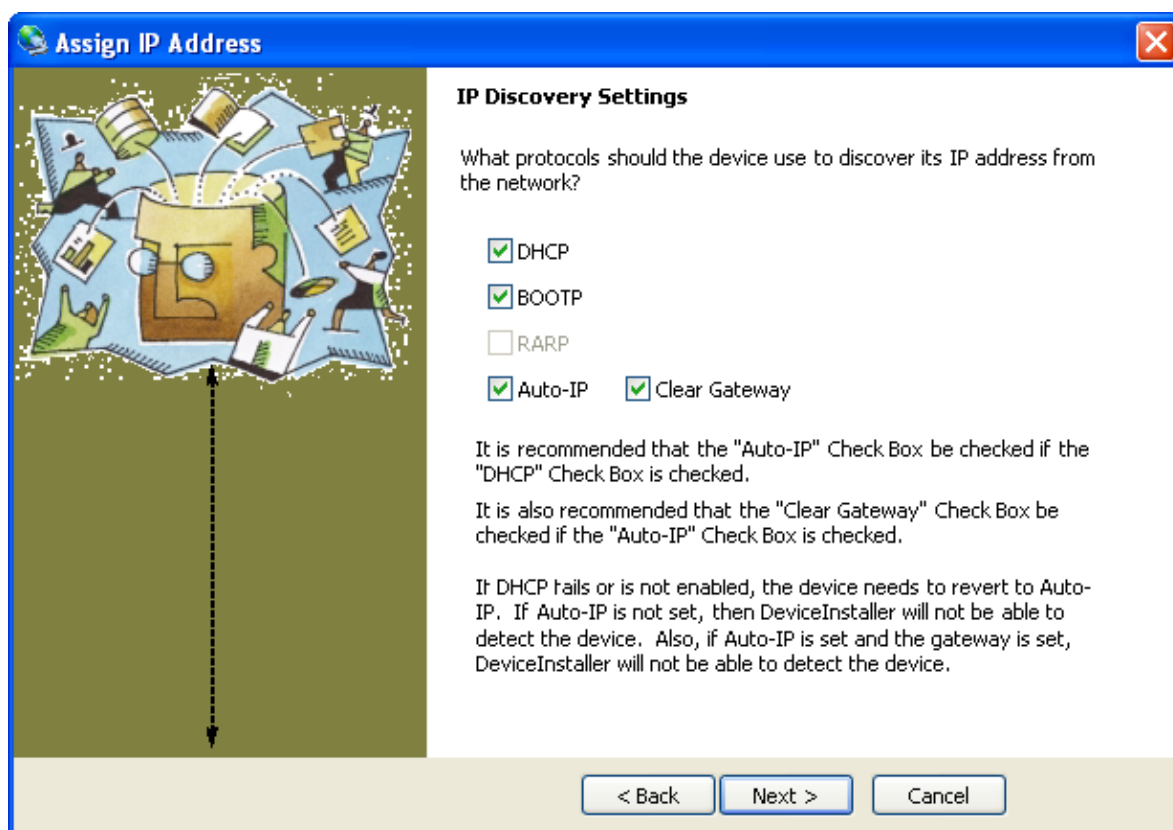 Assign IP Address
IP Discovery Settings
What protocols should the device use to discover its IP address from
the network?
DHCP
BOOTP
RARP
Auto-IP
Clear Gateway
It is recommended that the "Auto-IP" Check Box be checked if the
"DHCP" Check Box is checked.
It is also recommended that the "Clear Gateway" Check Box be
checked if the "Auto-IP" Check Box is checked.
If DHCP fails or is not enabled, the device needs to revert to Auto-
IP.  If Auto-IP is not set, then DeviceInstaller will not be able to
detect the device.  Also, if Auto-IP is set and the gateway is set,
DeviceInstaller will not be able to detect the device.
< Back
Next >
Cancel